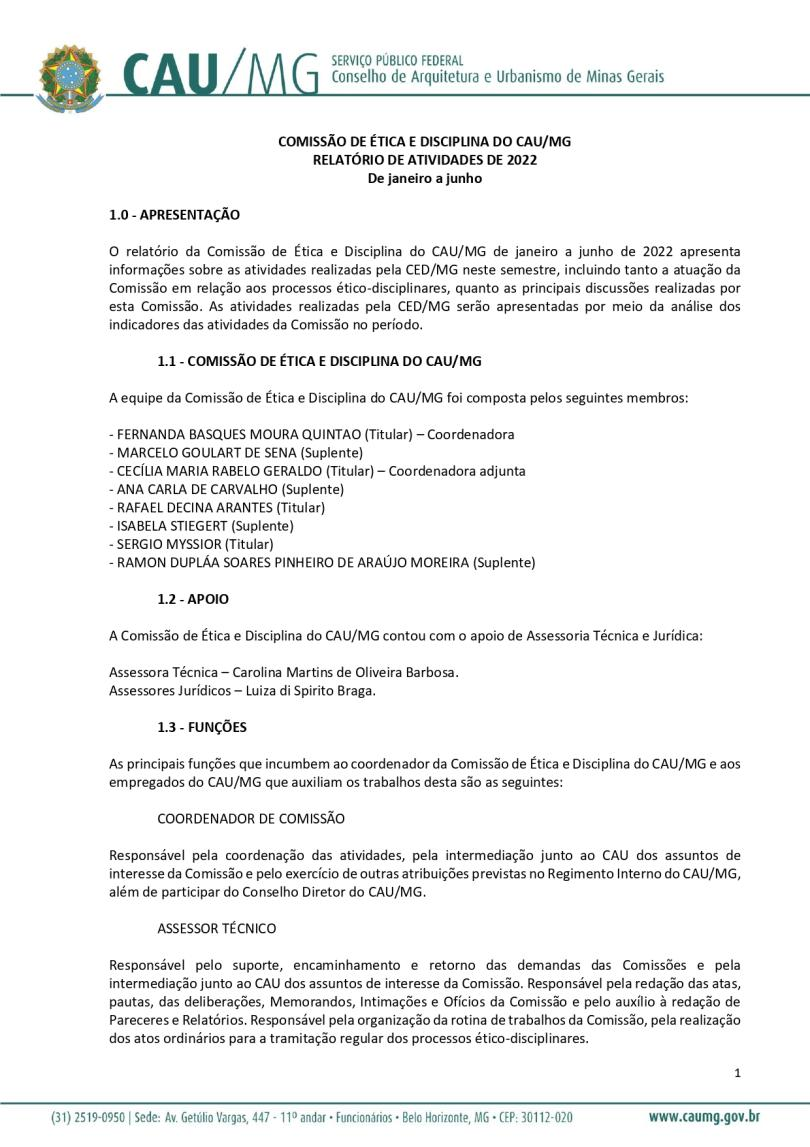 CAU/MG
SERVIÇO PÚBLICO FEDERAL
Conselho de Arquitetura e Urbanismo de Minas Gerais
COMISSÃO DE ÉTICA E DISCIPLINA DO CAU/MG
RELATÓRIO DE ATIVIDADES DE 2022
De janeiro a junho
1.0 - APRESENTAÇÃO
O relatório da Comissão de Ética e Disciplina do CAU/MG de janeiro a junho de 2022 apresenta
informações sobre as atividades realizadas pela CED/MG neste semestre, incluindo tanto a atuação da
Comissão em relação aos processos ético-disciplinares, quanto as principais discussões realizadas por
esta Comissão. As atividades realizadas pela CED/MG serão apresentadas por meio da análise dos
indicadores das atividades da Comissão no período.
1.1 - COMISSÃO DE ÉTICA E DISCIPLINA DO CAU/MG
A equipe da Comissão de Ética e Disciplina do CAU/MG foi composta pelos seguintes membros:
- FERNANDA BASQUES MOURA QUINTAO (Titular) – Coordenadora
- MARCELO GOULART DE SENA (Suplente)
- CECÍLIA MARIA RABELO GERALDO (Titular) – Coordenadora adjunta
- ANA CARLA DE CARVALHO (Suplente)
- RAFAEL DECINA ARANTES (Titular)
- ISABELA STIEGERT (Suplente)
- SERGIO MYSSIOR (Titular)
- RAMON DUPLÁA SOARES PINHEIRO DE ARAÚJO MOREIRA (Suplente)
1.2 - APOIO
A Comissão de Ética e Disciplina do CAU/MG contou com o apoio de Assessoria Técnica e Jurídica:
Assessora Técnica – Carolina Martins de Oliveira Barbosa.
Assessores Jurídicos – Luiza di Spirito Braga.
1.3 - FUNÇÕES
As principais funções que incumbem ao coordenador da Comissão de Ética e Disciplina do CAU/MG e aos
empregados do CAU/MG que auxiliam os trabalhos desta são as seguintes:
COORDENADOR DE COMISSÃO
Responsável pela coordenação das atividades, pela intermediação junto ao CAU dos assuntos de
interesse da Comissão e pelo exercício de outras atribuições previstas no Regimento Interno do CAU/MG,
além de participar do Conselho Diretor do CAU/MG.
ASSESSOR TÉCNICO
Responsável pelo suporte, encaminhamento e retorno das demandas das Comissões e pela
intermediação junto ao CAU dos assuntos de interesse da Comissão. Responsável pela redação das atas,
pautas, das deliberações, Memorandos, Intimações e Ofícios da Comissão e pelo auxílio à redação de
Pareceres e Relatórios. Responsável pela organização da rotina de trabalhos da Comissão, pela realização
dos atos ordinários para a tramitação regular dos processos ético-disciplinares.
1
(31) 2519-0950 | Sede: Av. Getúlio Vargas, 447 - 11º andar • Funcionários • Belo Horizonte, MG • CEP: 30112-020
www.caumg.gov.br